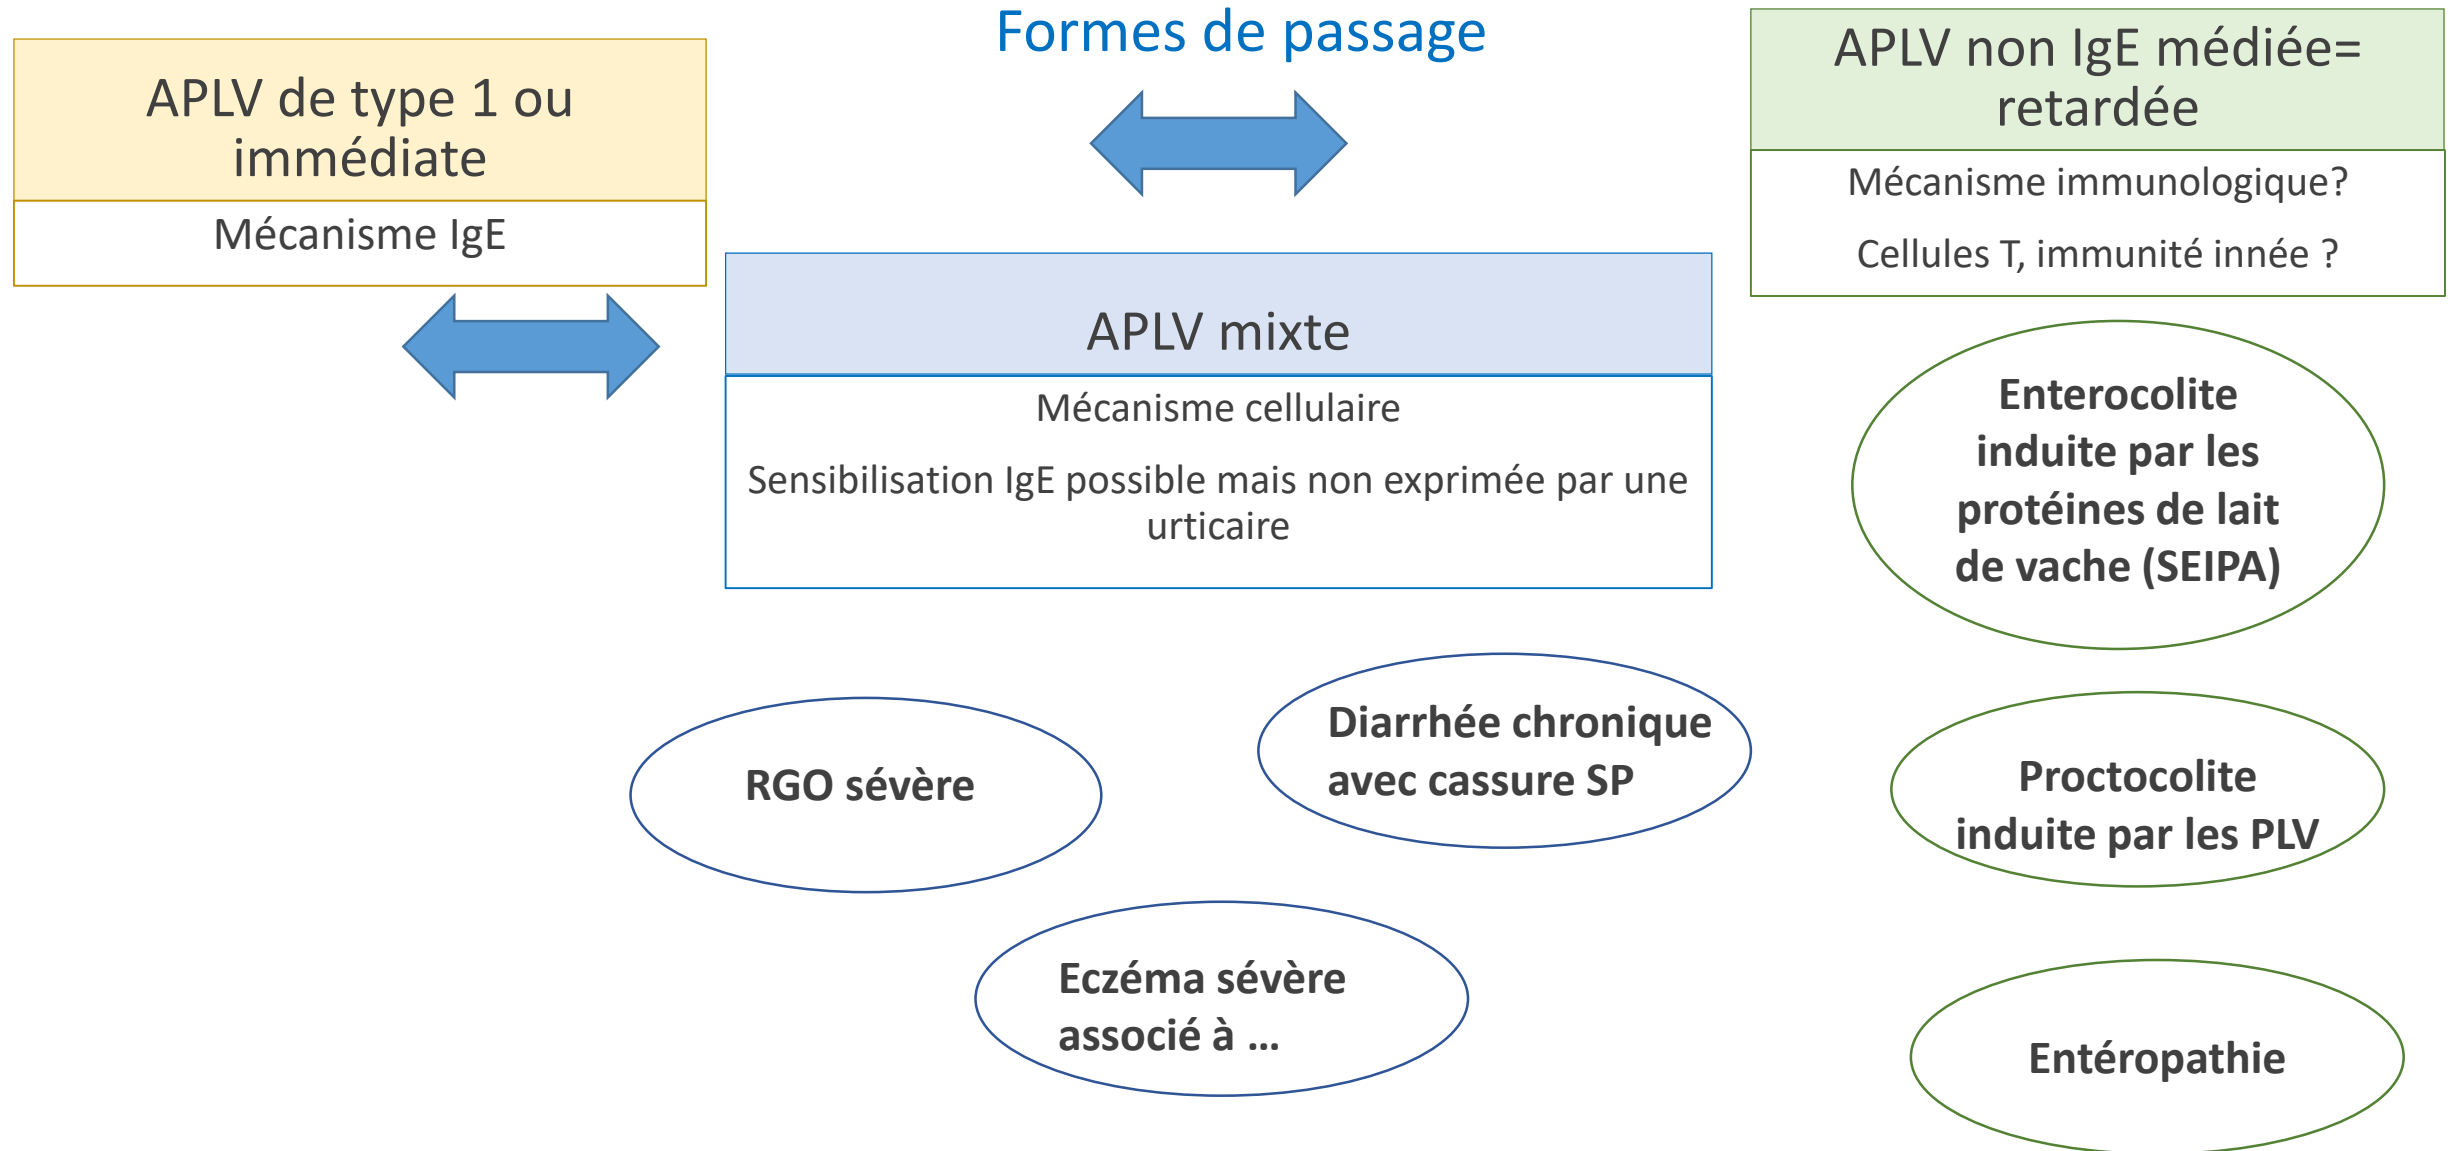 Formes de passage
APLV de type 1 ou
immédiate
Mécanisme IgE
APLV mixte
Mécanisme cellulaire
Sensibilisation IgE possible mais non exprimée par une
urticaire
RGO sévère
Diarrhée chronique
avec cassure SP
Eczéma sévère
associé à ...
APLV non IgE médiée=
retardée
Mécanisme immunologique?
Cellules T, immunité innée ?
Enterocolite
induite par les
protéines de lait
de vache (SEIPA)
Proctocolite
induite par les PLV
Entéropathie